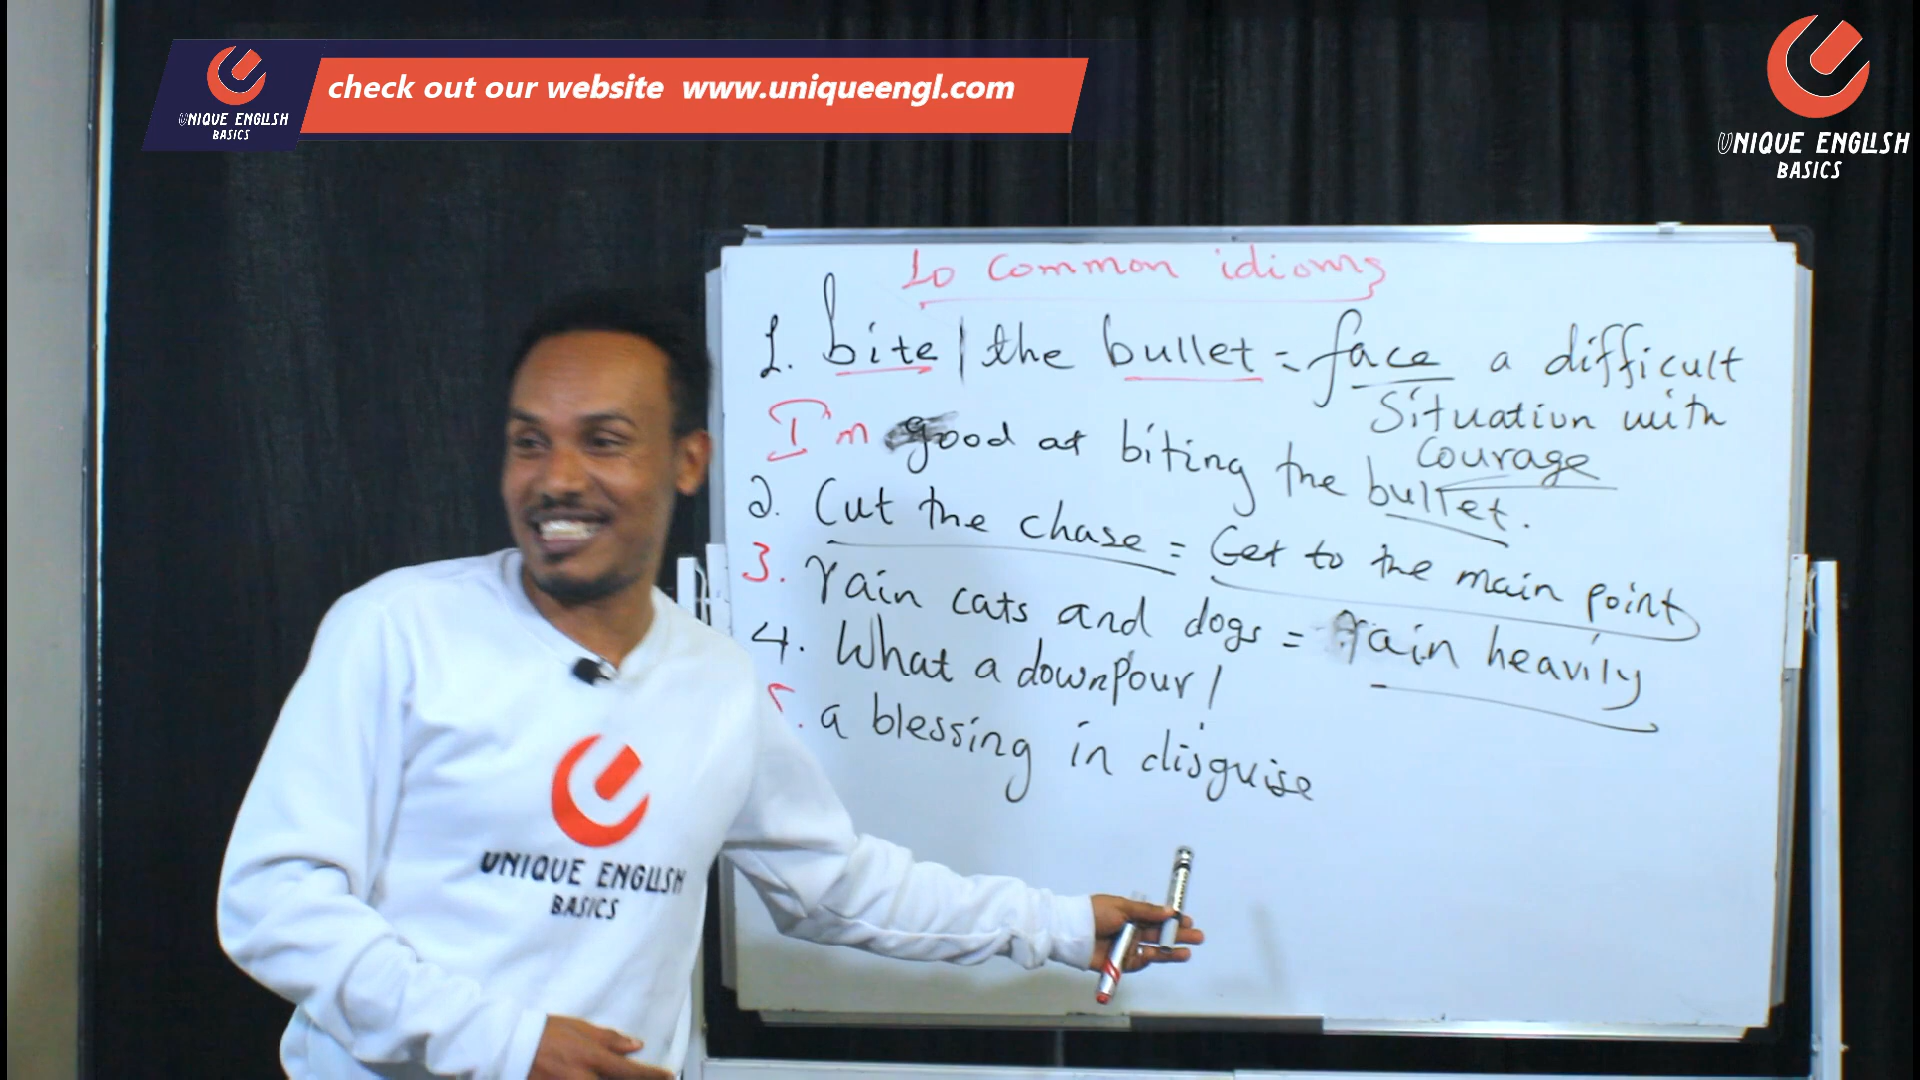 UNIQUE ENGLISH
BASICS
check out our website www.uniqueengl.com
UNIQUE ENGLISH
BASICS
10 common idioms
1. bite | the bullet = face a difficult
situation with
courage
I'm good at biting the bullet.
2. Cut the chase = Get to the main point
3. rain cats and dogs = rain heavily
4. What a downpour!
5. a blessing in disguise
UNIQUE ENGLISH
BASICS